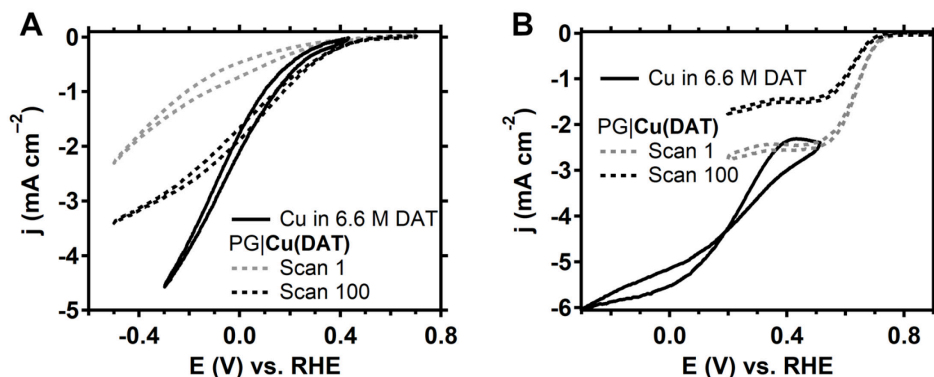 A
0
-1
-2
-3
-4
-5
j (mA cm⁻²)
Cu in 6.6 M DAT
PG|Cu(DAT)
Scan 1
Scan 100
-0.4 0.0 0.4 0.8
E (V) vs. RHE
B
0
-1
-2
-3
-4
-5
-6
j (mA cm⁻²)
Cu in 6.6 M DAT
PG|Cu(DAT)
Scan 1
Scan 100
0.0 0.4 0.8
E (V) vs. RHE